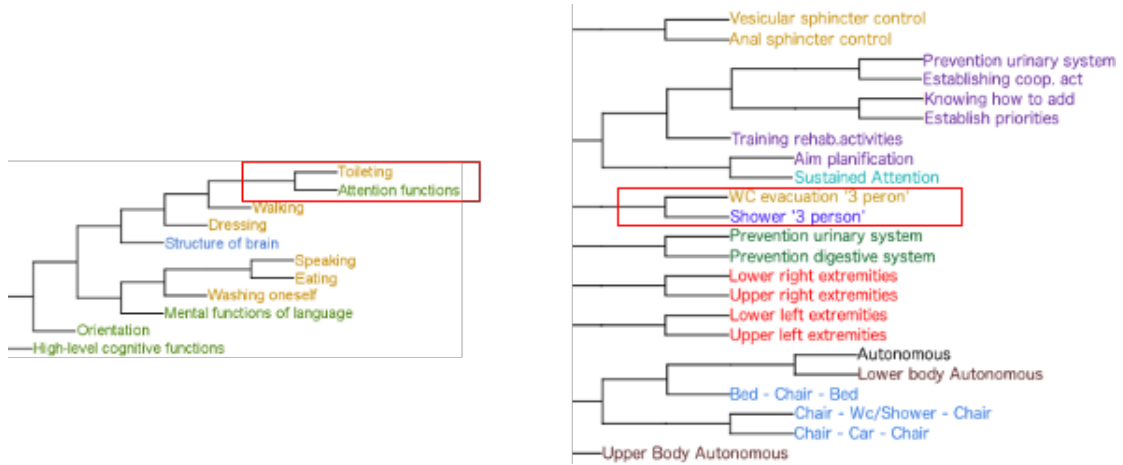 Toileting
Attention functions
Walking
Dressing
Structure of brain
Speaking
Eating
Washing oneself
Mental functions of language
Orientation
High-level cognitive functions
Vesicular sphincter control
Anal sphincter control
Prevention urinary system
Establishing coop. act
Knowing how to add
Establish priorities
Training rehab.activities
Aim planification
Sustained Attention
WC evacuation '3 peron'
Shower '3 person'
Prevention urinary system
Prevention digestive system
Lower right extremities
Upper right extremities
Lower left extremities
Upper left extremities
Autonomous
Lower body Autonomous
Bed - Chair - Bed
Chair - Wc/Shower - Chair
Chair - Car - Chair
Upper Body Autonomous